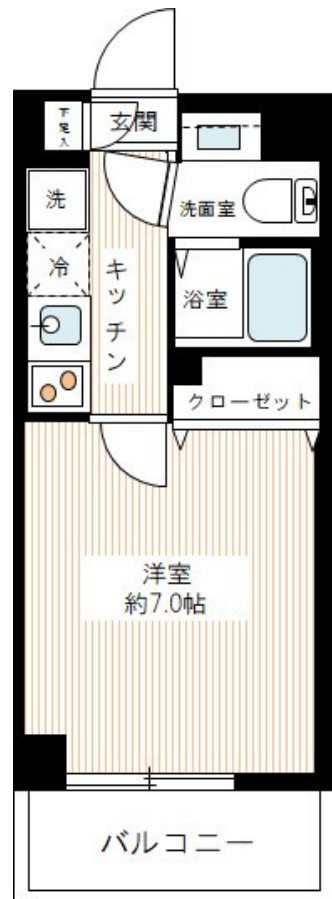 玄関
下足入
洗面室
洗
冷
キッチン
浴室
クローゼット
洋室
約7.0帖
バルコニー